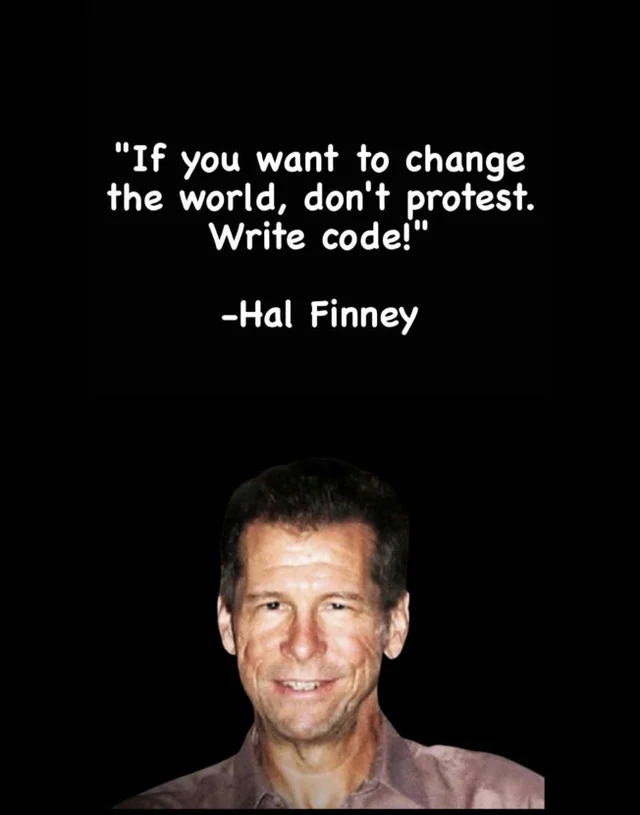 "If you want to change
the world, don't protest.
Write code!"
-Hal Finney